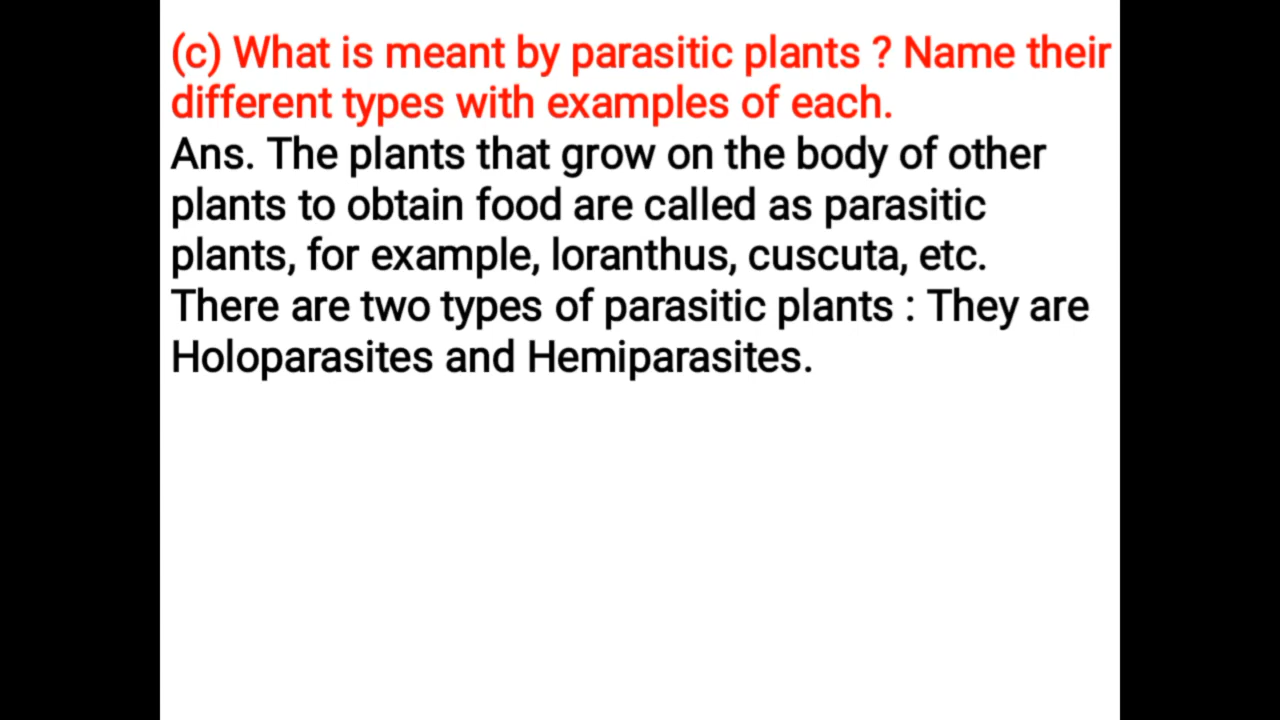 (c) What is meant by parasitic plants ? Name their
different types with examples of each.
Ans. The plants that grow on the body of other
plants to obtain food are called as parasitic
plants, for example, loranthus, cuscuta, etc.
There are two types of parasitic plants : They are
Holoparasites and Hemiparasites.